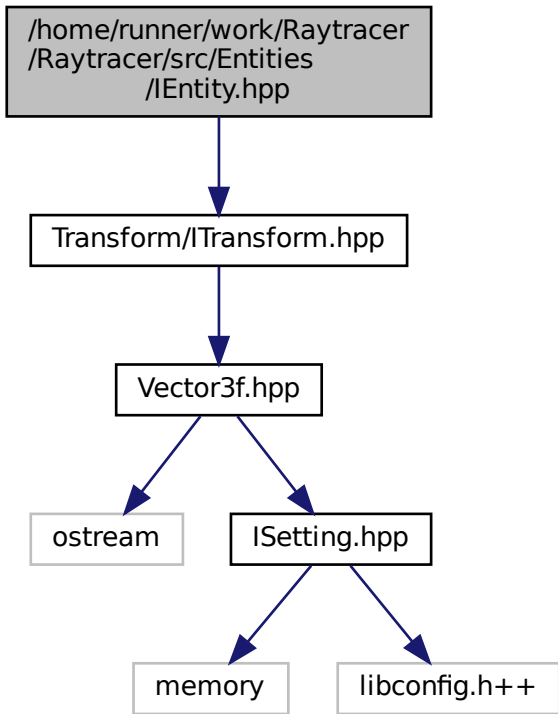 /home/runner/work/Raytracer
/Raytracer/src/Entities
/IEntity.hpp
Transform/ITransform.hpp
Vector3f.hpp
ostream
ISetting.hpp
memory
libconfig.h++